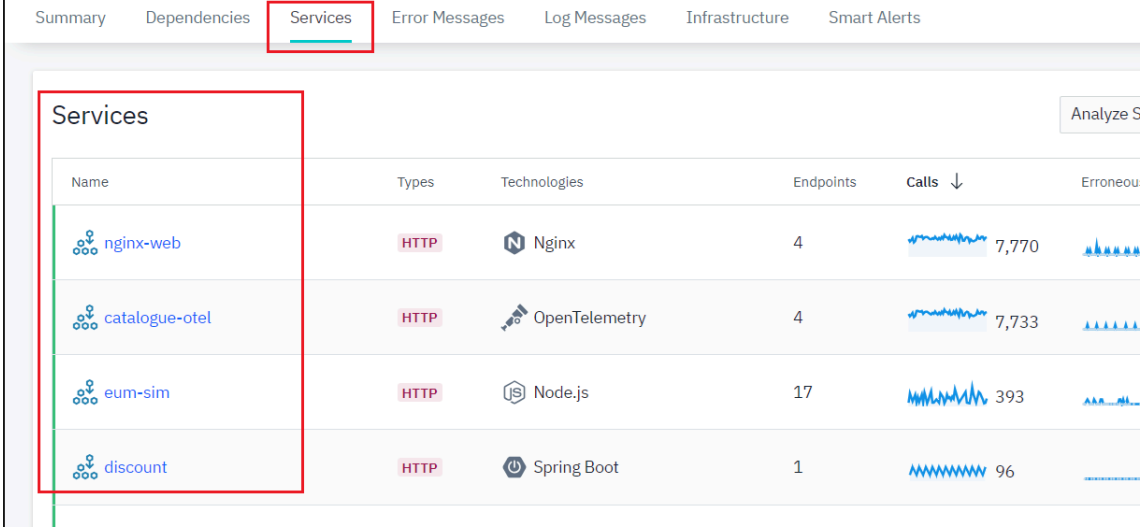 Summary Dependencies Services Error Messages Log Messages Infrastructure Smart Alerts
Services
Analyze S
Name Types Technologies Endpoints Calls Erroneou
nginx-web HTTP Nginx 4 7,770
catalogue-otel HTTP OpenTelemetry 4 7,733
eum-sim HTTP Node.js 17 393
discount HTTP Spring Boot 1 96